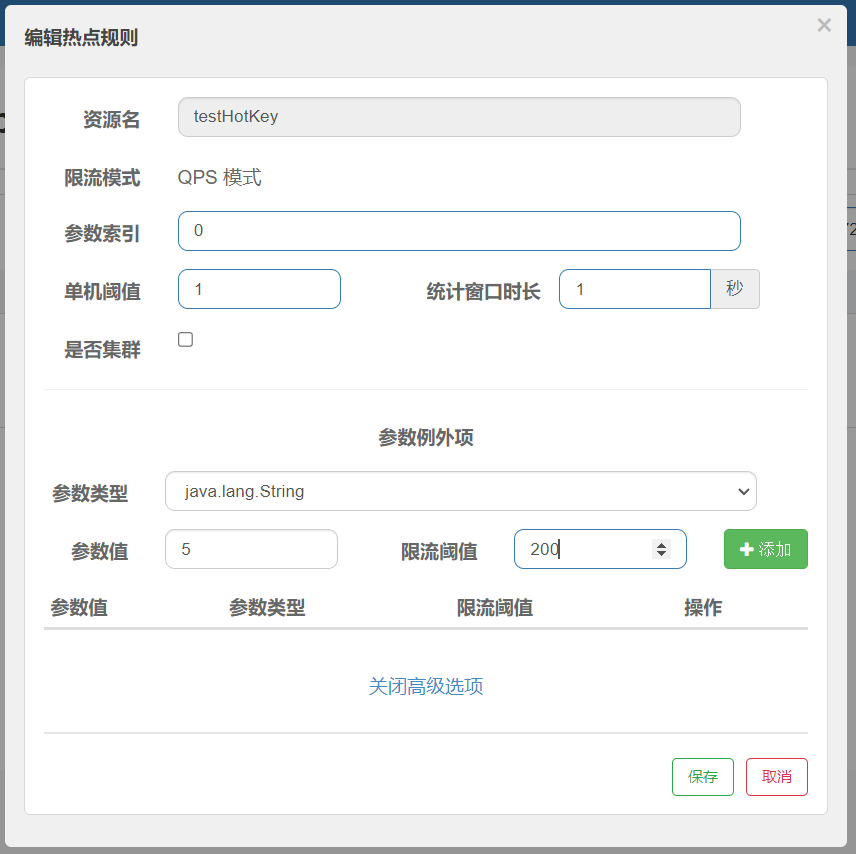 编辑热点规则 ×
资源名 testHotKey
限流模式 QPS 模式
参数索引 0
单机阈值 1 统计窗口时长 1 秒
是否集群
参数例外项
参数类型 java.lang.String
参数值 5 限流阈值 200 添加
参数值 参数类型 限流阈值 操作
关闭高级选项
保存 取消